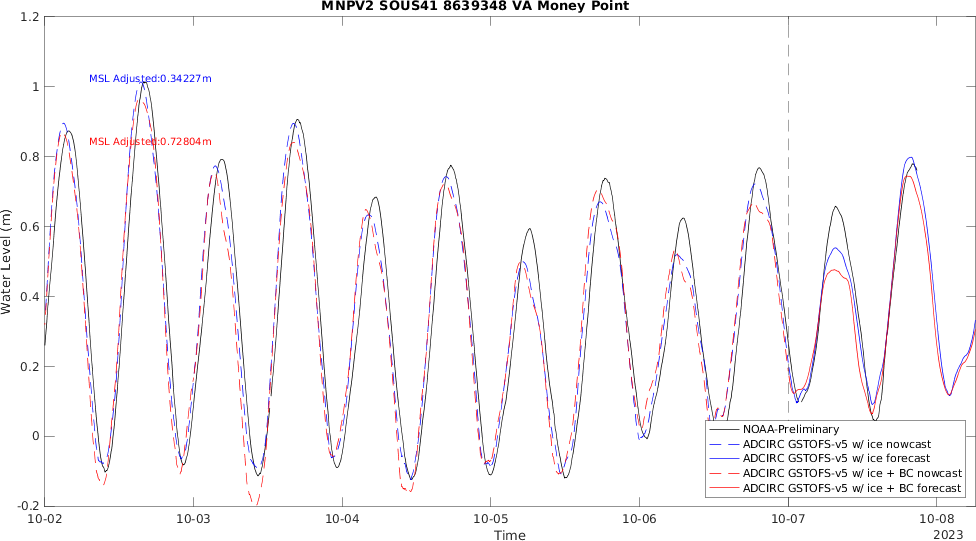 MNPV2 SOUS41 8639348 VA Money Point
1.2
1
0.8
0.6
0.4
0.2
0
-0.2
Water Level (m)
MSL Adjusted:0.34227m
MSL Adjusted:0.72804m
NOAA-Preliminary
ADCIRC GSTOFS-v5 w/ ice nowcast
ADCIRC GSTOFS-v5 w/ ice forecast
ADCIRC GSTOFS-v5 w/ ice + BC nowcast
ADCIRC GSTOFS-v5 w/ ice + BC forecast
10-02 10-03 10-04 10-05 10-06 10-07 10-08
Time
2023